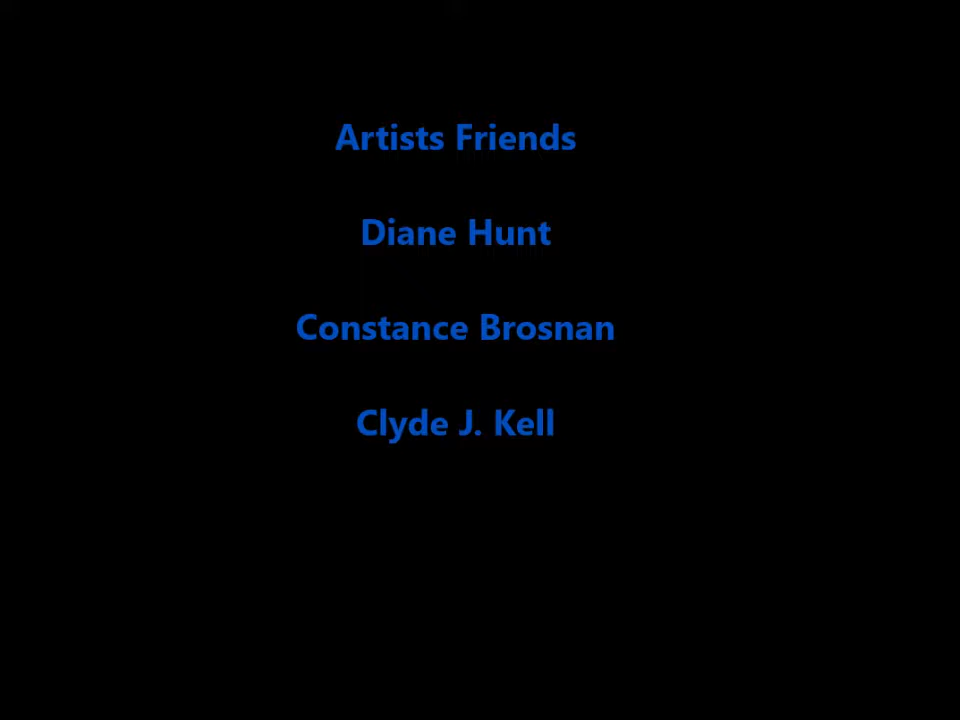 Artists Friends
Diane Hunt
Constance Brosnan
Clyde J. Kell